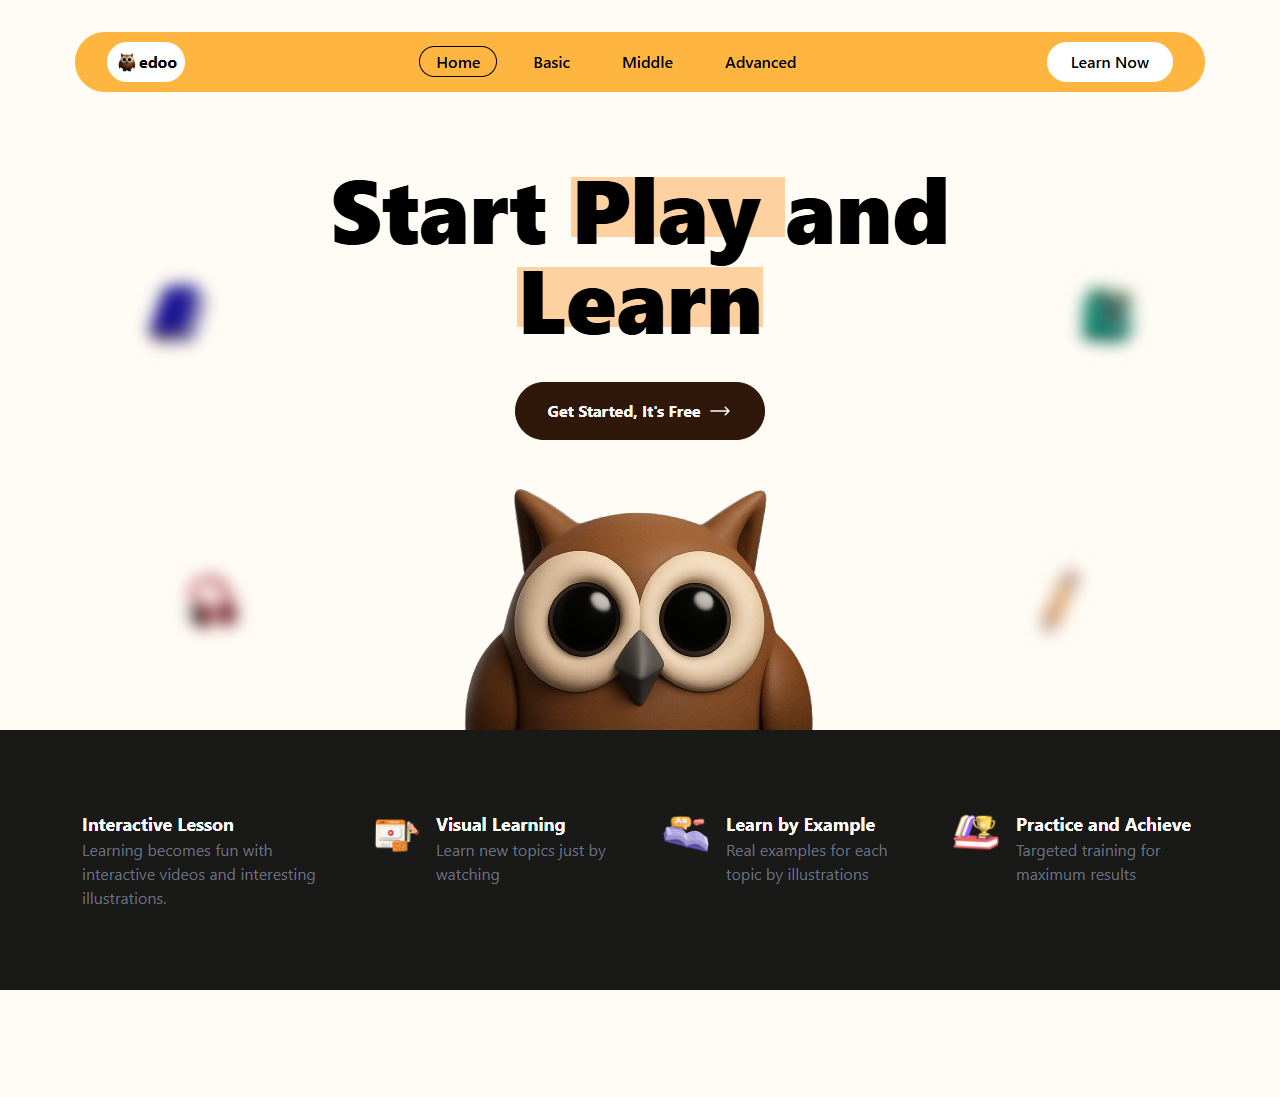 edoo
Home
Basic
Middle
Advanced
Learn Now
Start Play and
Learn
Get Started, It's Free
Interactive Lesson
Learning becomes fun with
interactive videos and interesting
illustrations.
Visual Learning
Learn new topics just by
watching
Learn by Example
Real examples for each
topic by illustrations
Practice and Achieve
Targeted training for
maximum results